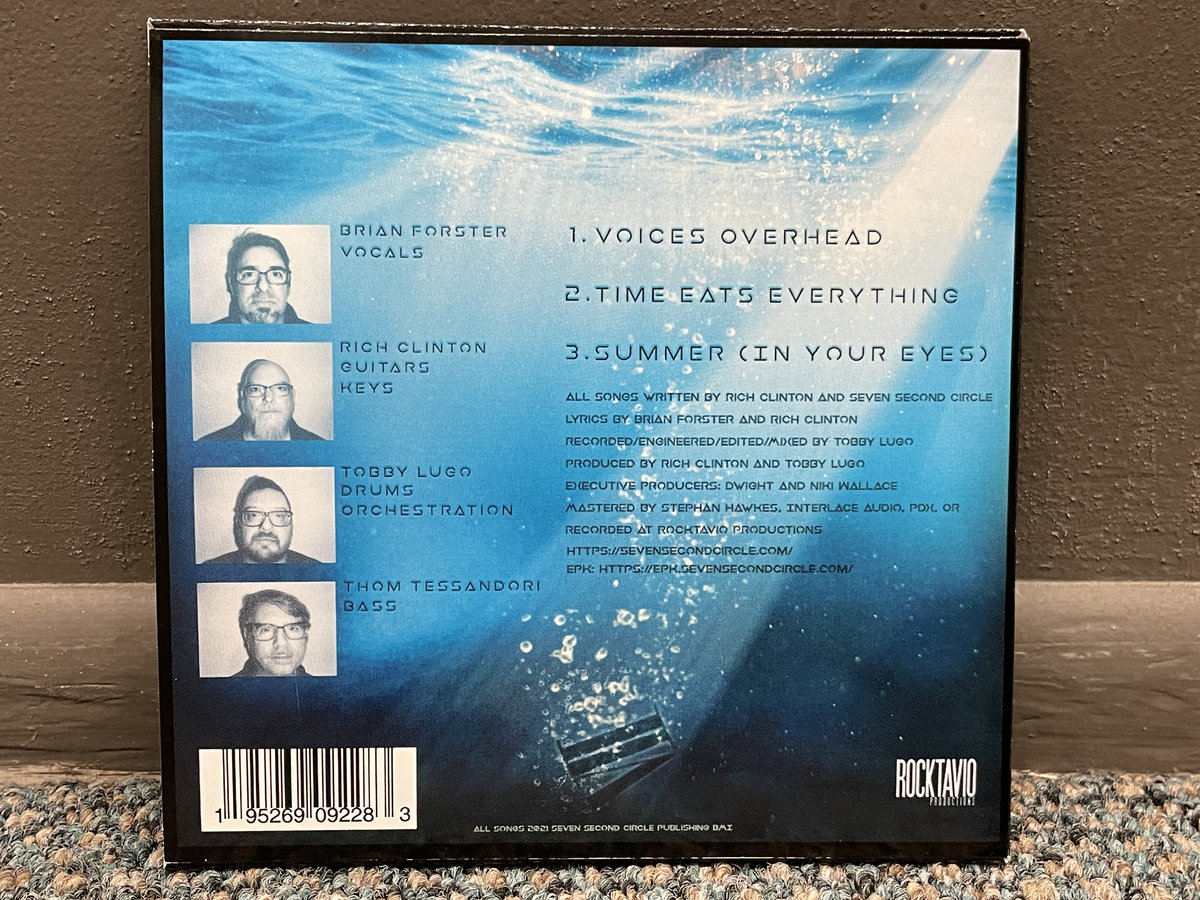 BRIAN FORSTER
VOCALS
RICH CLINTON
GUITARS
KEYS
TOBBY LUGO
DRUMS
ORCHESTRATION
THOM TESSANDORI
BASS
1. VOICES OVERHEAD
2. TIME EATS EVERYTHING
3. SUMMER (IN YOUR EYES)
ALL SONGS WRITTEN BY RICH CLINTON AND SEVEN SECOND CIRCLE
LYRICS BY BRIAN FORSTER AND RICH CLINTON
RECORDED/ENGINEERED/EDITED/MIXED BY TOBBY LUGO
PRODUCED BY RICH CLINTON AND TOBBY LUGO
EXECUTIVE PRODUCERS: DWIGHT AND NIKI WALLACE
MASTERED BY STEPHAN HAWKES, INTERLACE AUDIO, PDX, OR
RECORDED AT ROCKTAVIO PRODUCTIONS
HTTPS://SEVENSECONDCIRCLE.COM/
EPK: HTTPS://EPK.SEVENSECONDCIRCLE.COM/
1 95269 09228 3
ROCKTAVIO
PRODUCTIONS
ALL SONGS 2021 SEVEN SECOND CIRCLE PUBLISHING BMI